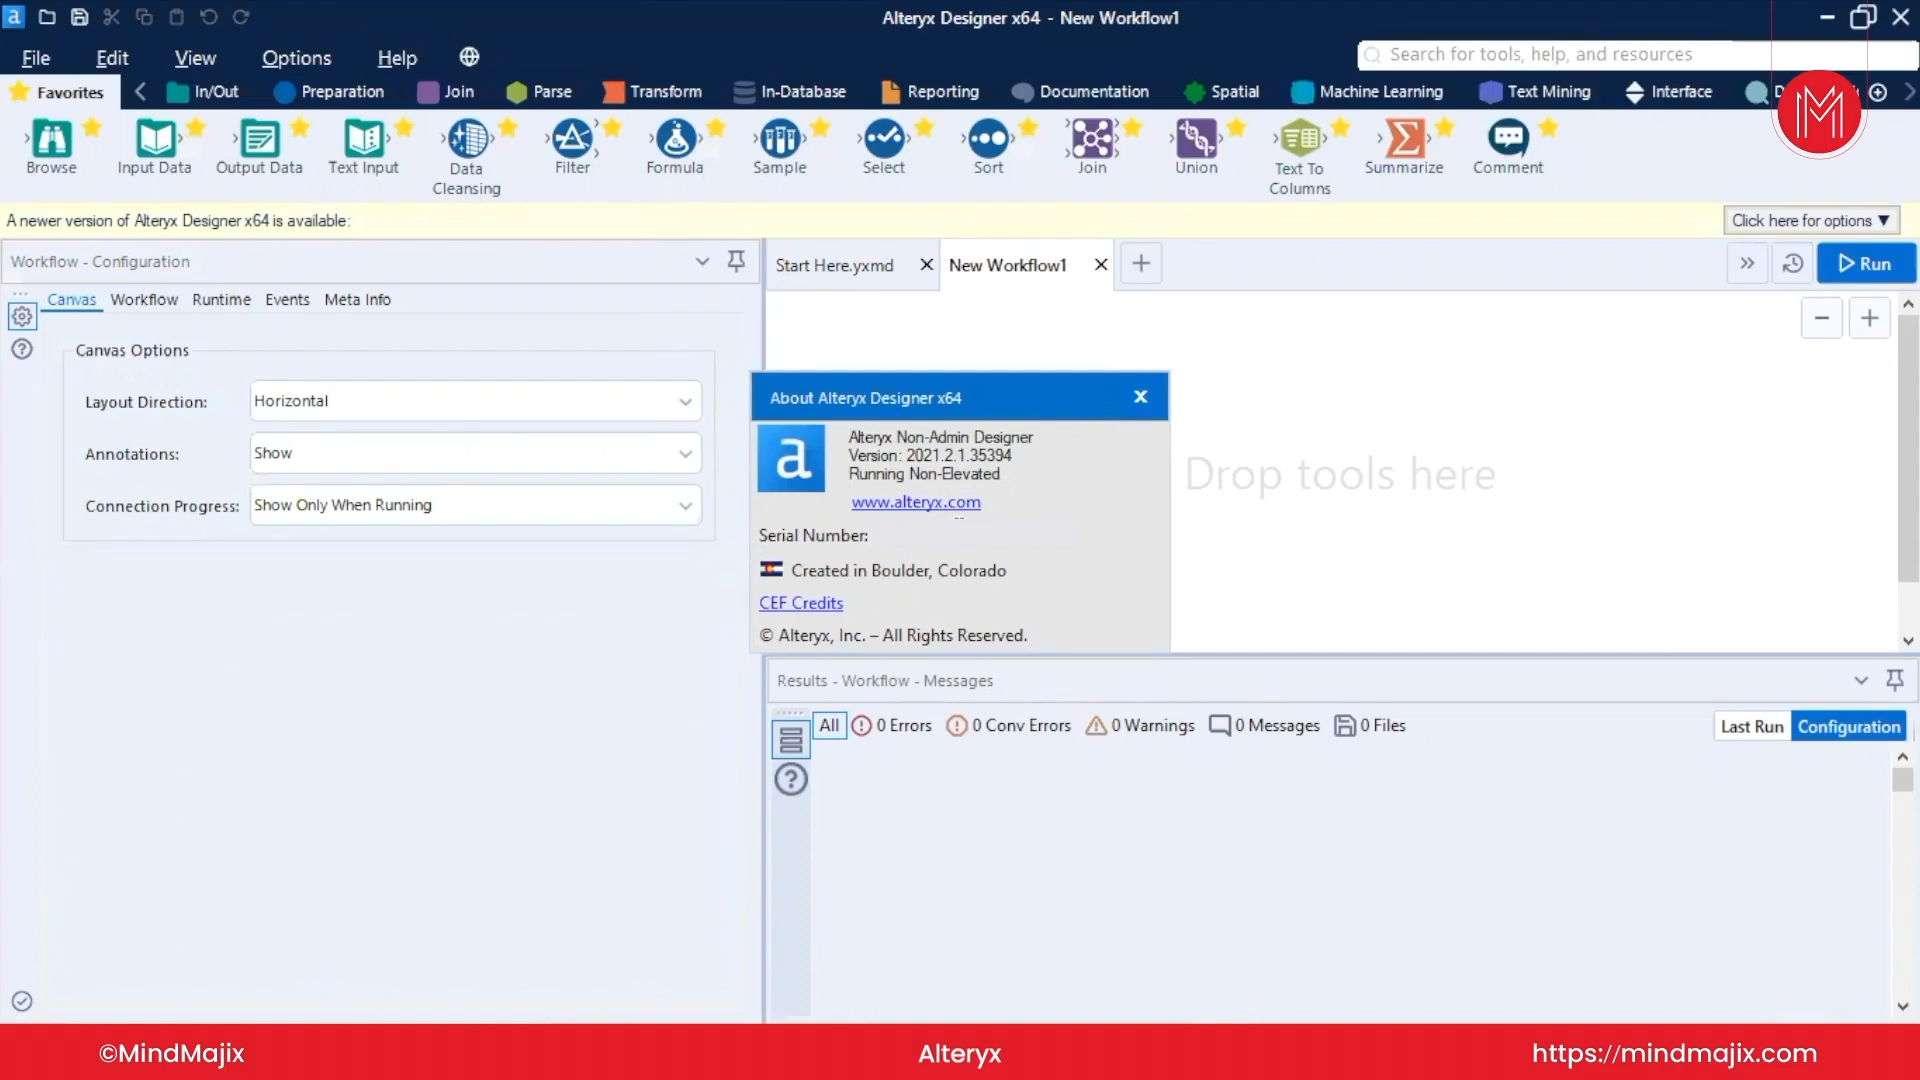 Alteryx Designer x64 - New Workflow1
File Edit View Options Help
Search for tools, help, and resources
Favorites In/Out Preparation Join Parse Transform In-Database Reporting Documentation Spatial Machine Learning Text Mining Interface
Browse Input Data Output Data Text Input Data Cleansing Filter Formula Sample Select Sort Join Union Text To Columns Summarize Comment
A newer version of Alteryx Designer x64 is available:
Click here for options ▼
Workflow - Configuration
Start Here.yxmd
New Workflow1
Run
Canvas Workflow Runtime Events Meta Info
Canvas Options
Layout Direction: Horizontal
Annotations: Show
Connection Progress: Show Only When Running
About Alteryx Designer x64
a
Alteryx Non-Admin Designer
Version: 2021.2.1.35394
Running Non-Elevated
www.alteryx.com
--
Serial Number:
Created in Boulder, Colorado
CEF Credits
© Alteryx, Inc. – All Rights Reserved.
Drop tools here
Results - Workflow - Messages
All 0 Errors 0 Conv Errors 0 Warnings 0 Messages 0 Files
Last Run Configuration
©MindMajix
Alteryx
https://mindmajix.com